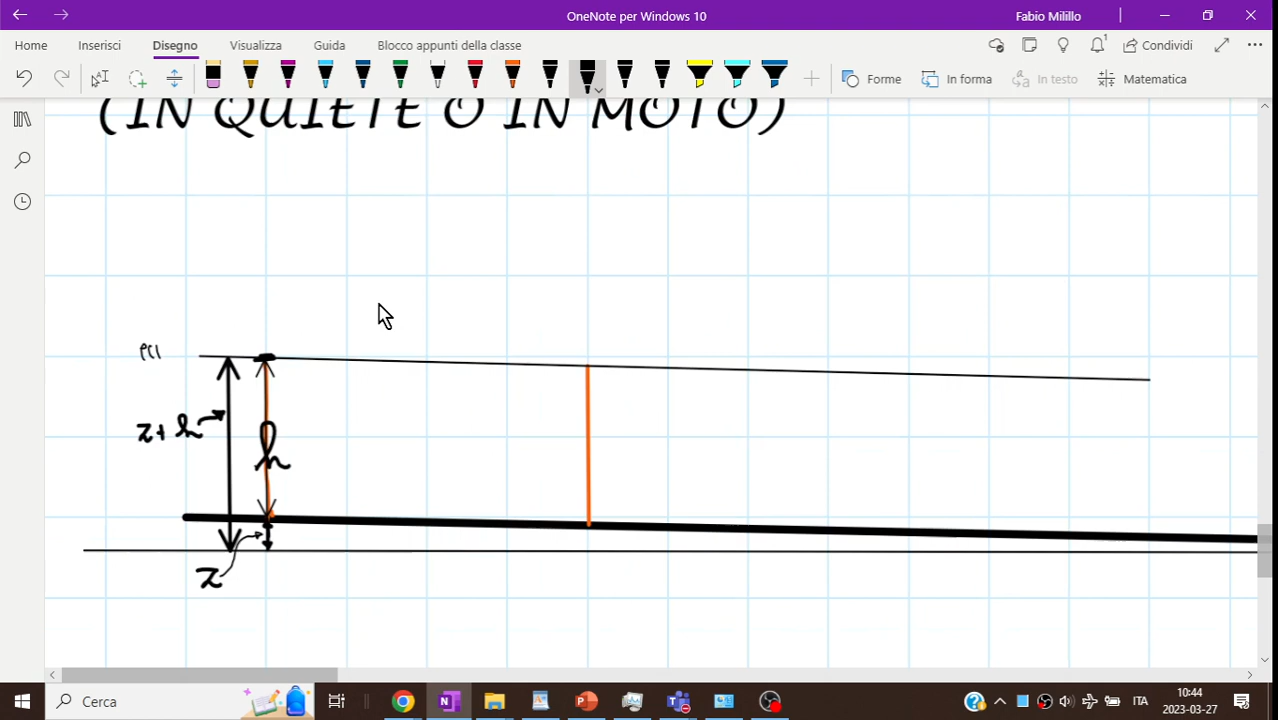 OneNote per Windows 10
Fabio Milillo
Home Inserisci Disegno Visualizza Guida Blocco appunti della classe
Condividi
Forme In forma In testo Matematica
(IN QUIETE O IN MOTO)
z+h
h
z
Cerca
ITA
10:44
2023-03-27